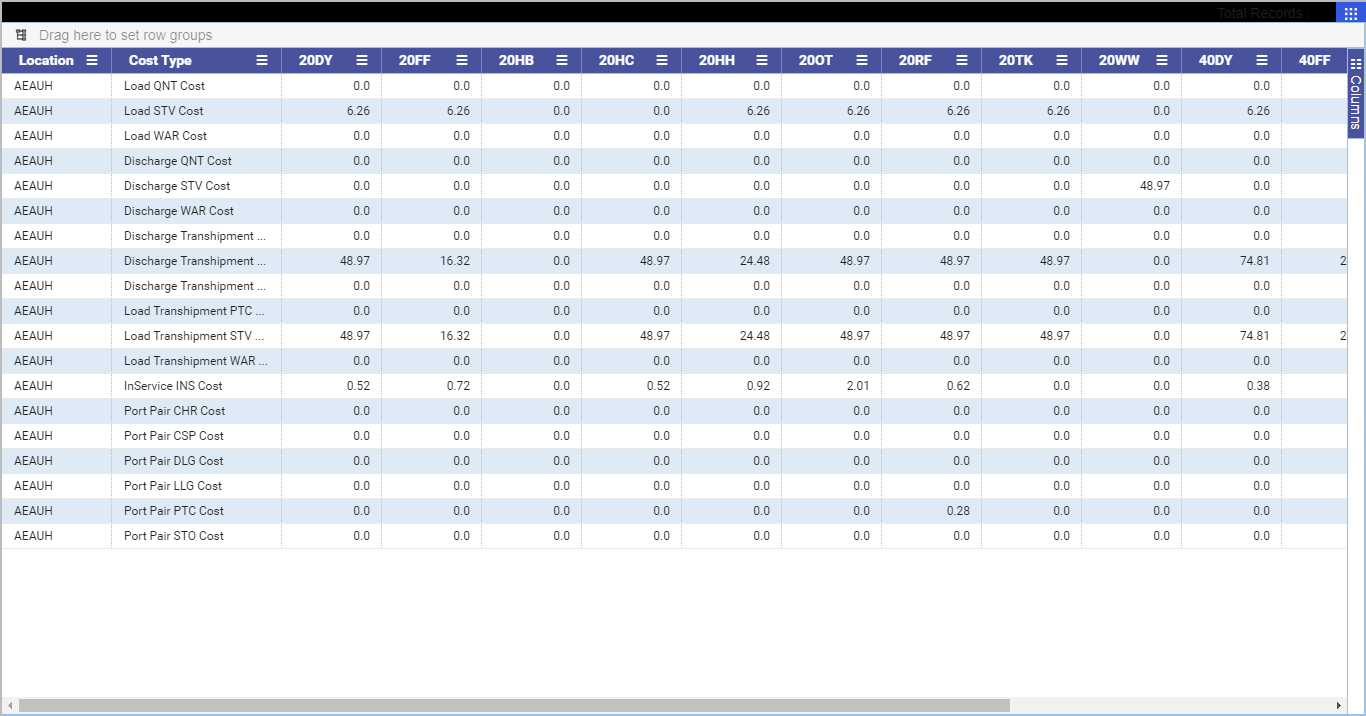 Total Records :
Drag here to set row groups
Location Cost Type 20DY 20FF 20HB 20HC 20HH 20OT 20RF 20TK 20WW 40DY 40FF
AEAUH Load QNT Cost 0.0 0.0 0.0 0.0 0.0 0.0 0.0 0.0 0.0 0.0
AEAUH Load STV Cost 6.26 6.26 0.0 0.0 6.26 6.26 6.26 6.26 0.0 6.26
AEAUH Load WAR Cost 0.0 0.0 0.0 0.0 0.0 0.0 0.0 0.0 0.0 0.0
AEAUH Discharge QNT Cost 0.0 0.0 0.0 0.0 0.0 0.0 0.0 0.0 0.0 0.0
AEAUH Discharge STV Cost 0.0 0.0 0.0 0.0 0.0 0.0 0.0 0.0 48.97 0.0
AEAUH Discharge WAR Cost 0.0 0.0 0.0 0.0 0.0 0.0 0.0 0.0 0.0 0.0
AEAUH Discharge Transhipment ... 0.0 0.0 0.0 0.0 0.0 0.0 0.0 0.0 0.0 0.0
AEAUH Discharge Transhipment ... 48.97 16.32 0.0 48.97 24.48 48.97 48.97 48.97 0.0 74.81 2
AEAUH Discharge Transhipment ... 0.0 0.0 0.0 0.0 0.0 0.0 0.0 0.0 0.0 0.0
AEAUH Load Transhipment PTC ... 0.0 0.0 0.0 0.0 0.0 0.0 0.0 0.0 0.0 0.0
AEAUH Load Transhipment STV ... 48.97 16.32 0.0 48.97 24.48 48.97 48.97 48.97 0.0 74.81 2
AEAUH Load Transhipment WAR ... 0.0 0.0 0.0 0.0 0.0 0.0 0.0 0.0 0.0 0.0
AEAUH InService INS Cost 0.52 0.72 0.0 0.52 0.92 2.01 0.62 0.0 0.0 0.38
AEAUH Port Pair CHR Cost 0.0 0.0 0.0 0.0 0.0 0.0 0.0 0.0 0.0 0.0
AEAUH Port Pair CSP Cost 0.0 0.0 0.0 0.0 0.0 0.0 0.0 0.0 0.0 0.0
AEAUH Port Pair DLG Cost 0.0 0.0 0.0 0.0 0.0 0.0 0.0 0.0 0.0 0.0
AEAUH Port Pair LLG Cost 0.0 0.0 0.0 0.0 0.0 0.0 0.0 0.0 0.0 0.0
AEAUH Port Pair PTC Cost 0.0 0.0 0.0 0.0 0.0 0.0 0.28 0.0 0.0 0.0
AEAUH Port Pair STO Cost 0.0 0.0 0.0 0.0 0.0 0.0 0.0 0.0 0.0 0.0
Columns